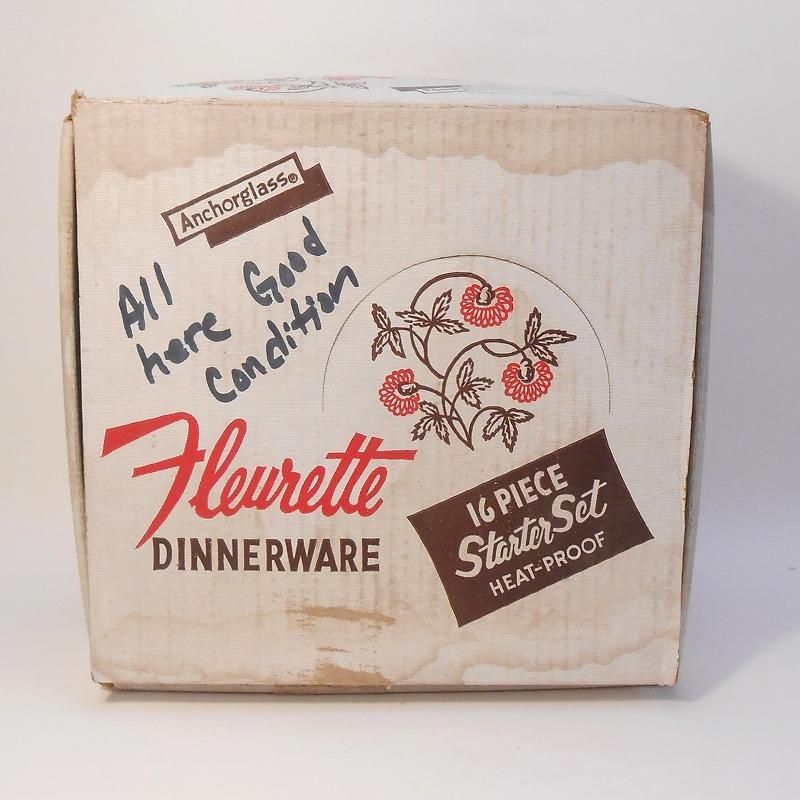 Anchorglass®
All
here Good
Condition
Fleurette
DINNERWARE
16 PIECE
Starter Set
HEAT-PROOF